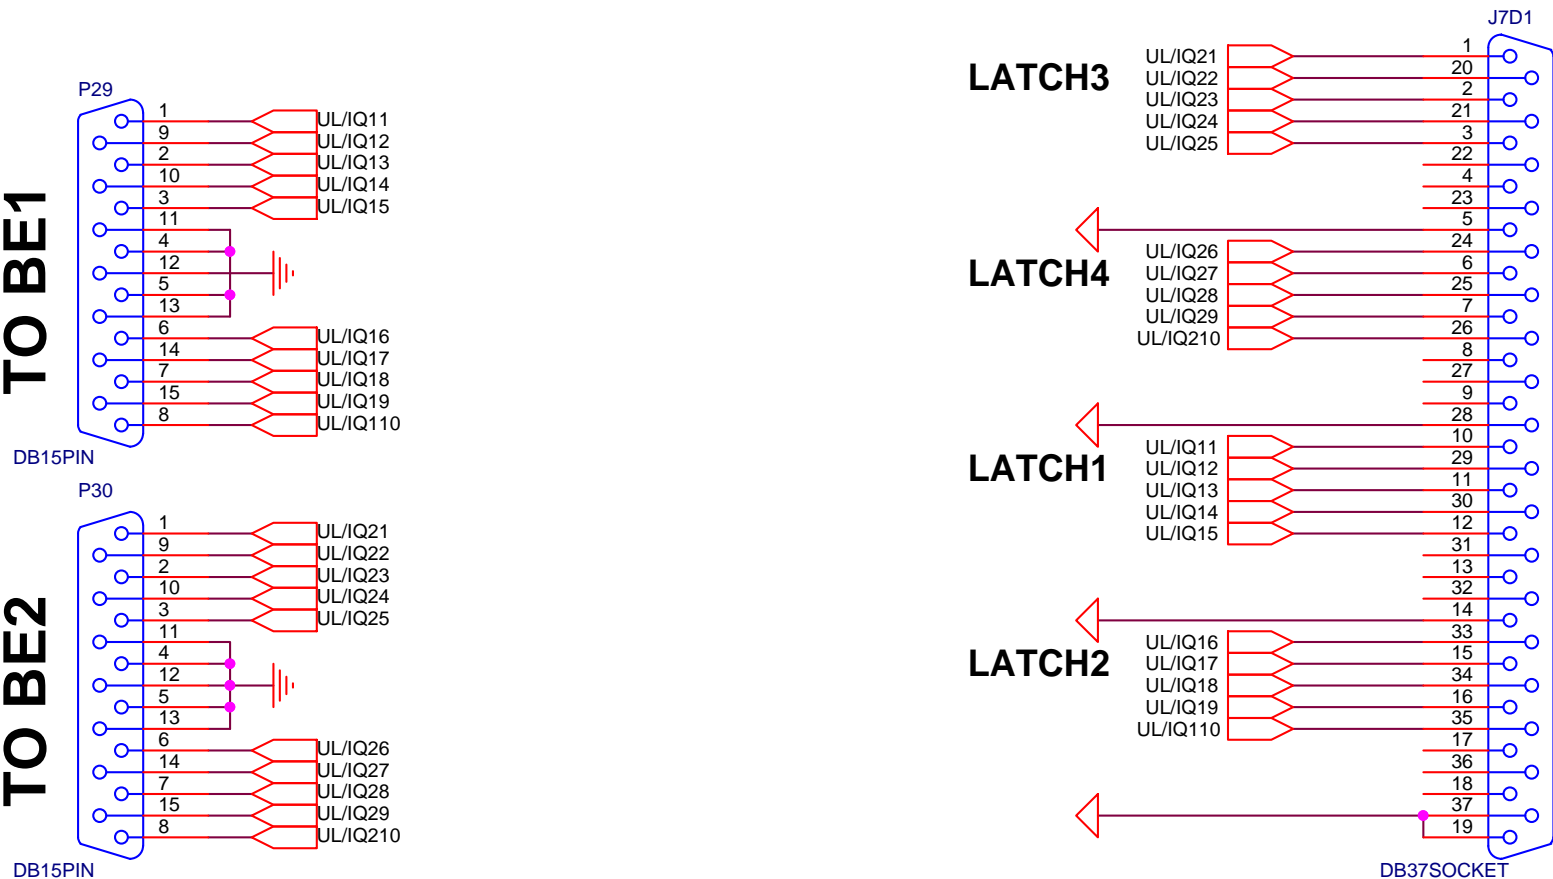 P29
TO BE1
1 UL/IQ11
9 UL/IQ12
2 UL/IQ13
10 UL/IQ14
3 UL/IQ15
11
4
12
5
13
6 UL/IQ16
14 UL/IQ17
7 UL/IQ18
15 UL/IQ19
8 UL/IQ110
DB15PIN
P30
TO BE2
1 UL/IQ21
9 UL/IQ22
2 UL/IQ23
10 UL/IQ24
3 UL/IQ25
11
4
12
5
13
6 UL/IQ26
14 UL/IQ27
7 UL/IQ28
15 UL/IQ29
8 UL/IQ210
DB15PIN
J7D1
LATCH3
UL/IQ21 1
UL/IQ22 20
UL/IQ23 2
UL/IQ24 21
UL/IQ25 3
22
4
23
5
LATCH4
UL/IQ26 24
UL/IQ27 6
UL/IQ28 25
UL/IQ29 7
UL/IQ210 26
8
27
9
28
LATCH1
UL/IQ11 10
UL/IQ12 29
UL/IQ13 11
UL/IQ14 30
UL/IQ15 12
31
13
32
14
LATCH2
UL/IQ16 33
UL/IQ17 15
UL/IQ18 34
UL/IQ19 16
UL/IQ110 35
17
36
18
37
19
DB37SOCKET